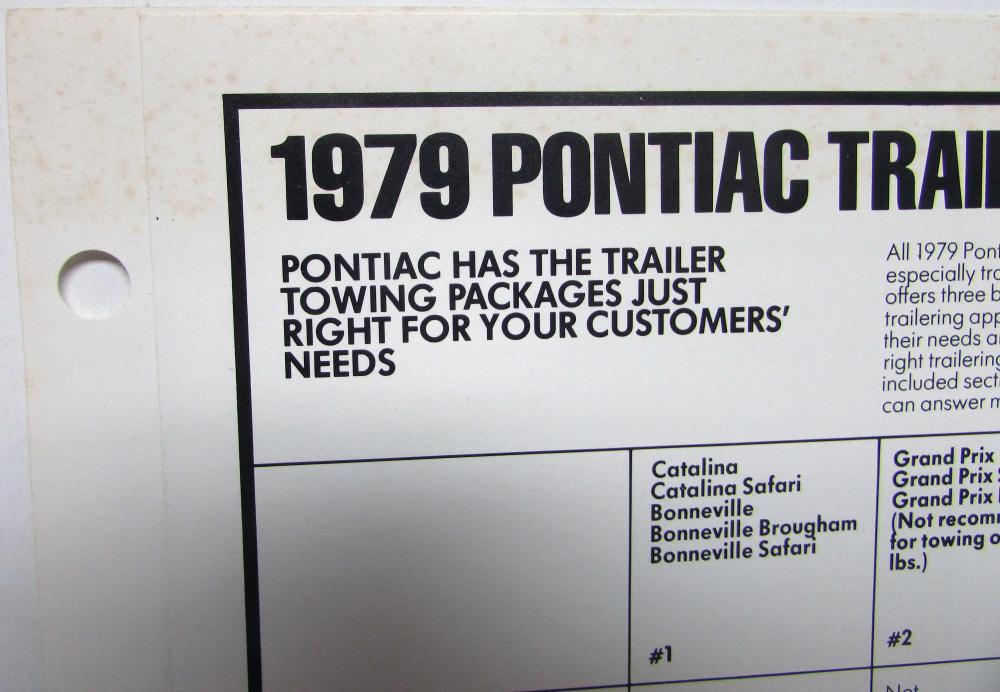 1979 PONTIAC TRAI
PONTIAC HAS THE TRAILER
TOWING PACKAGES JUST
RIGHT FOR YOUR CUSTOMERS'
NEEDS
All 1979 Pont
especially tra
offers three b
trailering app
their needs a
right trailering
included sect
can answer m
Catalina
Catalina Safari
Bonneville
Bonneville Brougham
Bonneville Safari
#1
Grand Prix
Grand Prix
Grand Prix
(Not recomm
for towing o
lbs.)
#2
Not